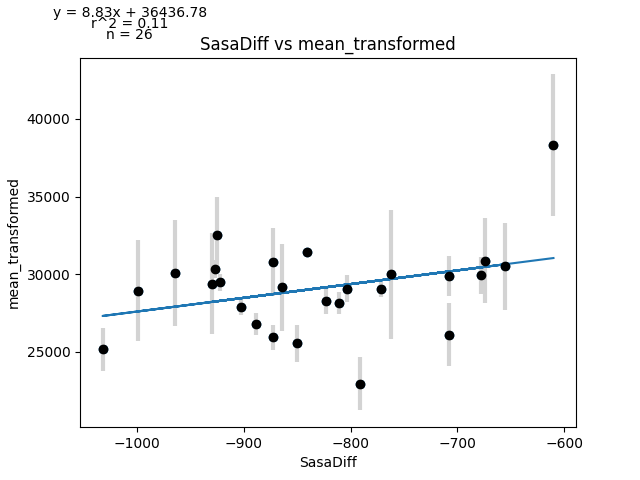 y = 8.83x + 36436.78
r^2 = 0.11
n = 26
SasaDiff vs mean_transformed
mean_transformed
40000
35000
30000
25000
−1000
−900
−800
−700
−600
SasaDiff